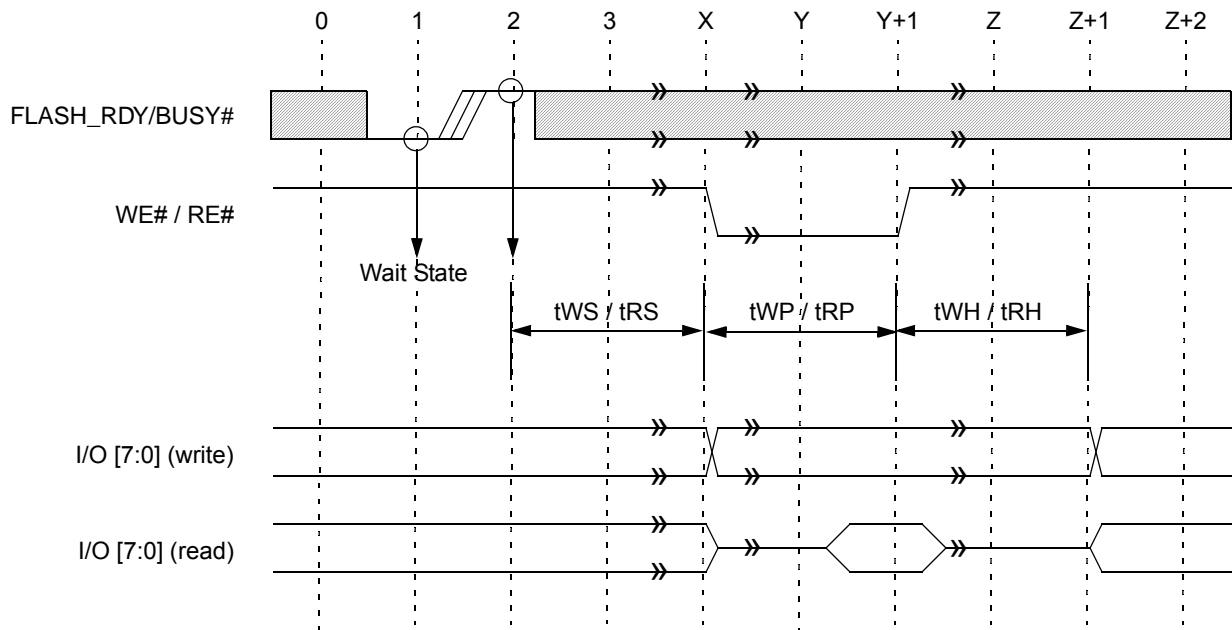 0 1 2 3 X Y Y+1 Z Z+1 Z+2
FLASH_RDY/BUSY#
WE# / RE#
Wait State
tWS / tRS tWP / tRP tWH / tRH
I/O [7:0] (write)
I/O [7:0] (read)